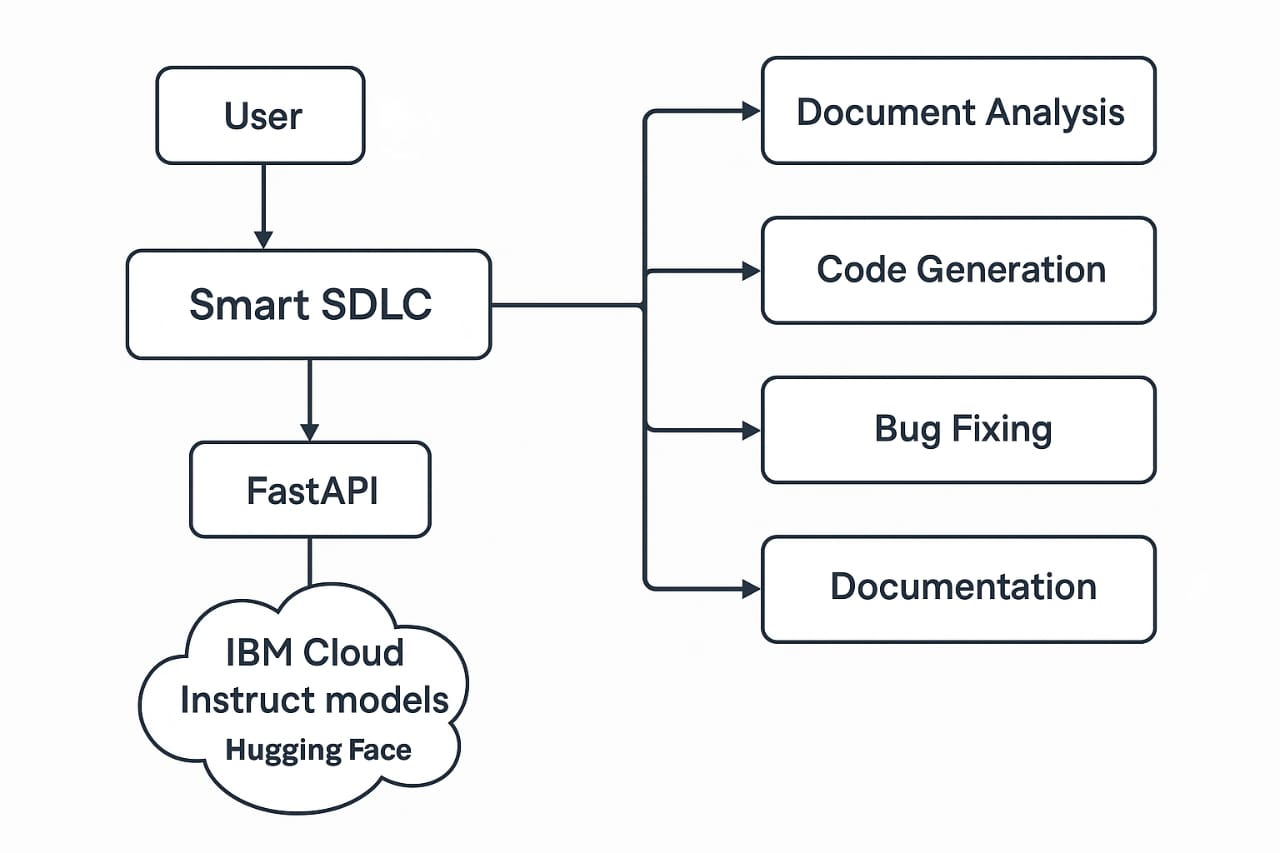 User
Smart SDLC
FastAPI
IBM Cloud
Instruct models
Hugging Face
Document Analysis
Code Generation
Bug Fixing
Documentation